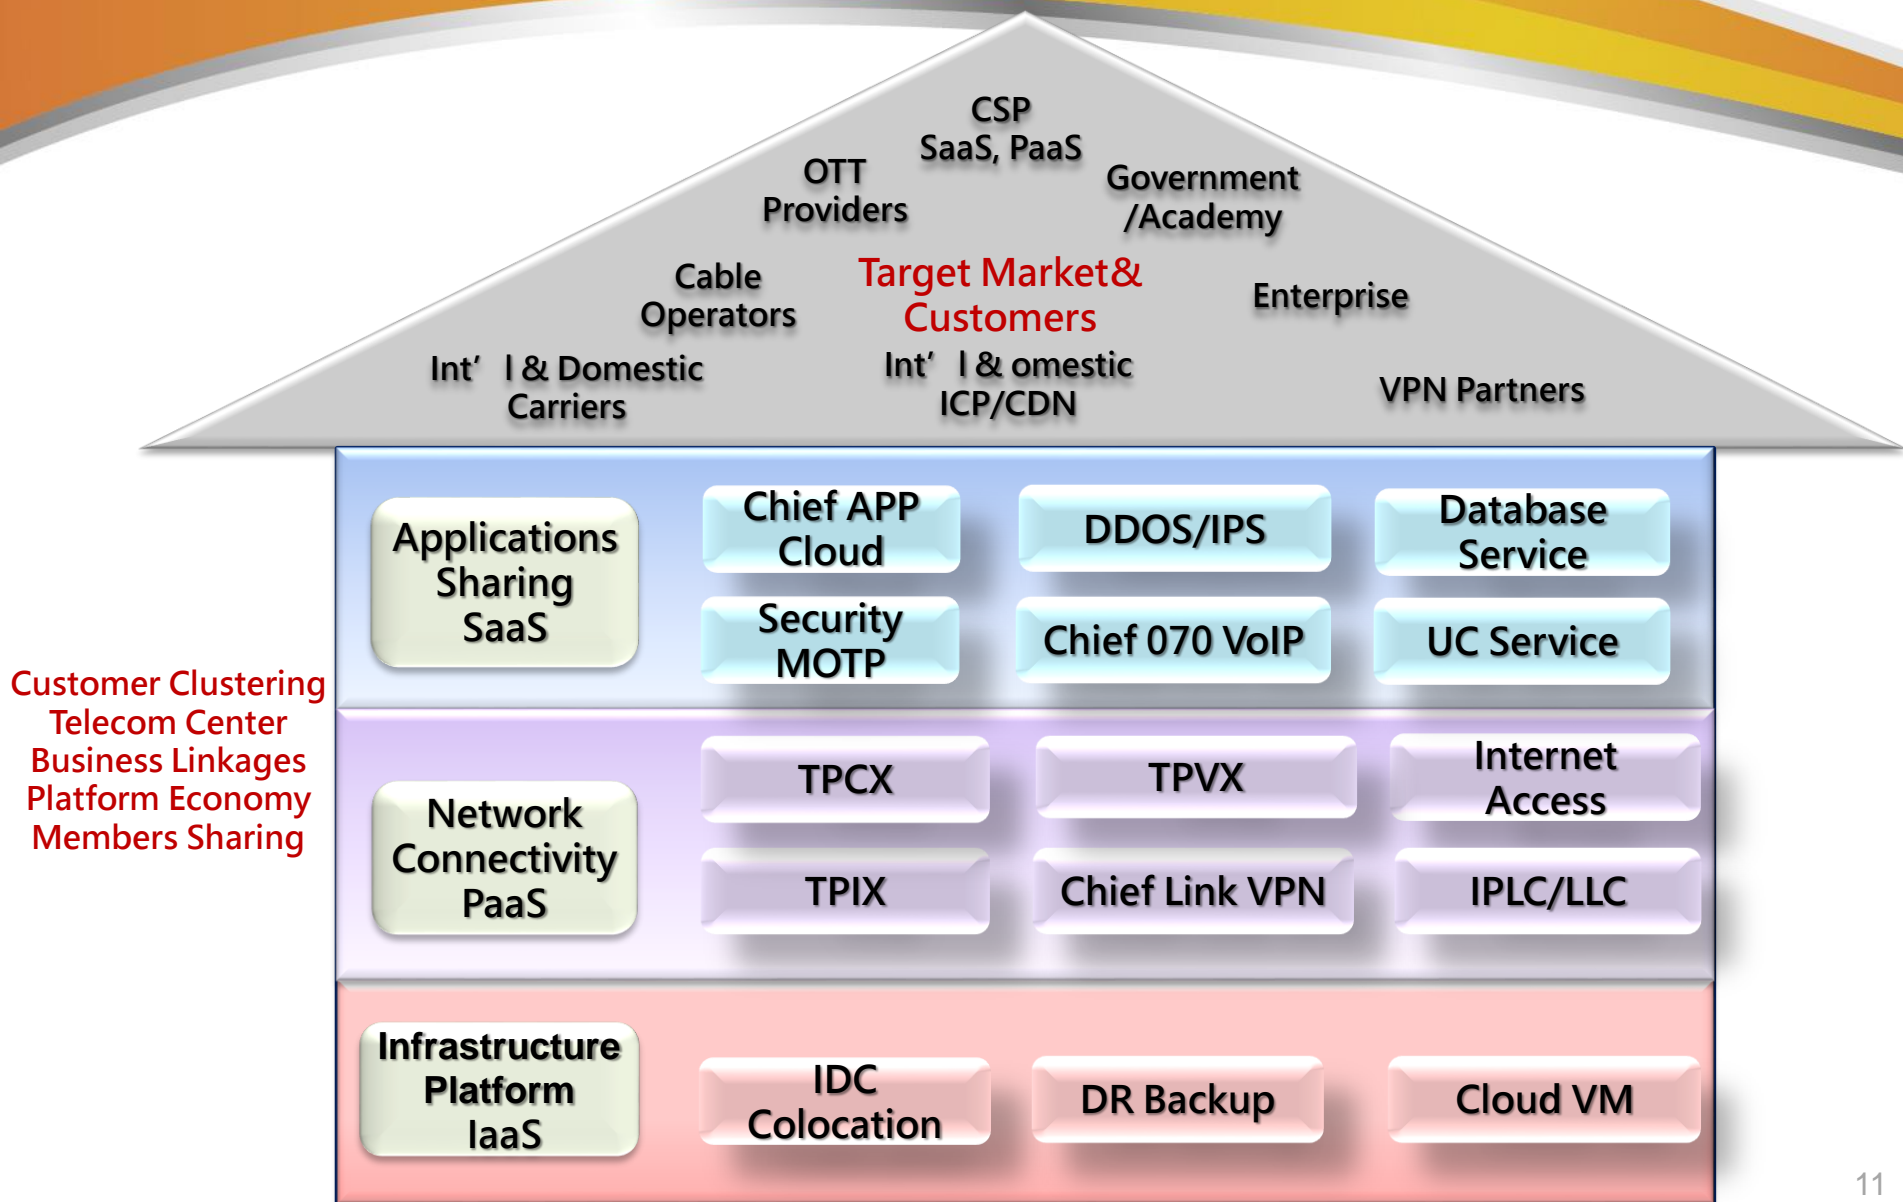 CSP
SaaS, PaaS
OTT
Providers
Government
/Academy
Cable
Operators
Target Market&
Customers
Enterprise
Int’ l & Domestic
Carriers
Int’ l & omestic
ICP/CDN
VPN Partners
Applications
Sharing
SaaS
Chief APP
Cloud
DDOS/IPS
Database
Service
Security
MOTP
Chief 070 VoIP
UC Service
Customer Clustering
Telecom Center
Business Linkages
Platform Economy
Members Sharing
Network
Connectivity
PaaS
TPCX
TPVX
Internet
Access
TPIX
Chief Link VPN
IPLC/LLC
Infrastructure
Platform
IaaS
IDC
Colocation
DR Backup
Cloud VM
11